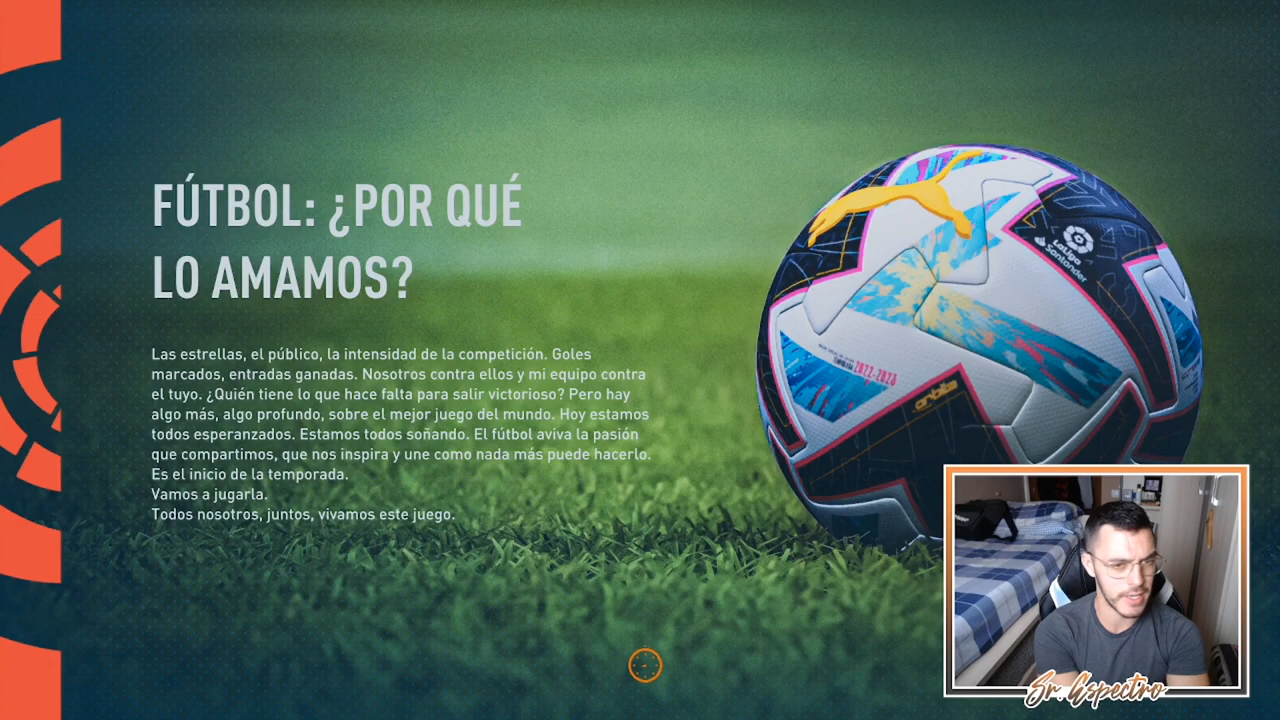 FÚTBOL: ¿POR QUÉ
LO AMAMOS?
Las estrellas, el público, la intensidad de la competición. Goles
marcados, entradas ganadas. Nosotros contra ellos y mi equipo contra
el tuyo. ¿Quién tiene lo que hace falta para salir victorioso? Pero hay
algo más, algo profundo, sobre el mejor juego del mundo. Hoy estamos
todos esperanzados. Estamos todos soñando. El fútbol aviva la pasión
que compartimos, que nos inspira y une como nada más puede hacerlo.
Es el inicio de la temporada.
Vamos a jugarla.
Todos nosotros, juntos, vivamos este juego.
LaLiga
Santander
2022-2023
orbita
Sr. Espectro